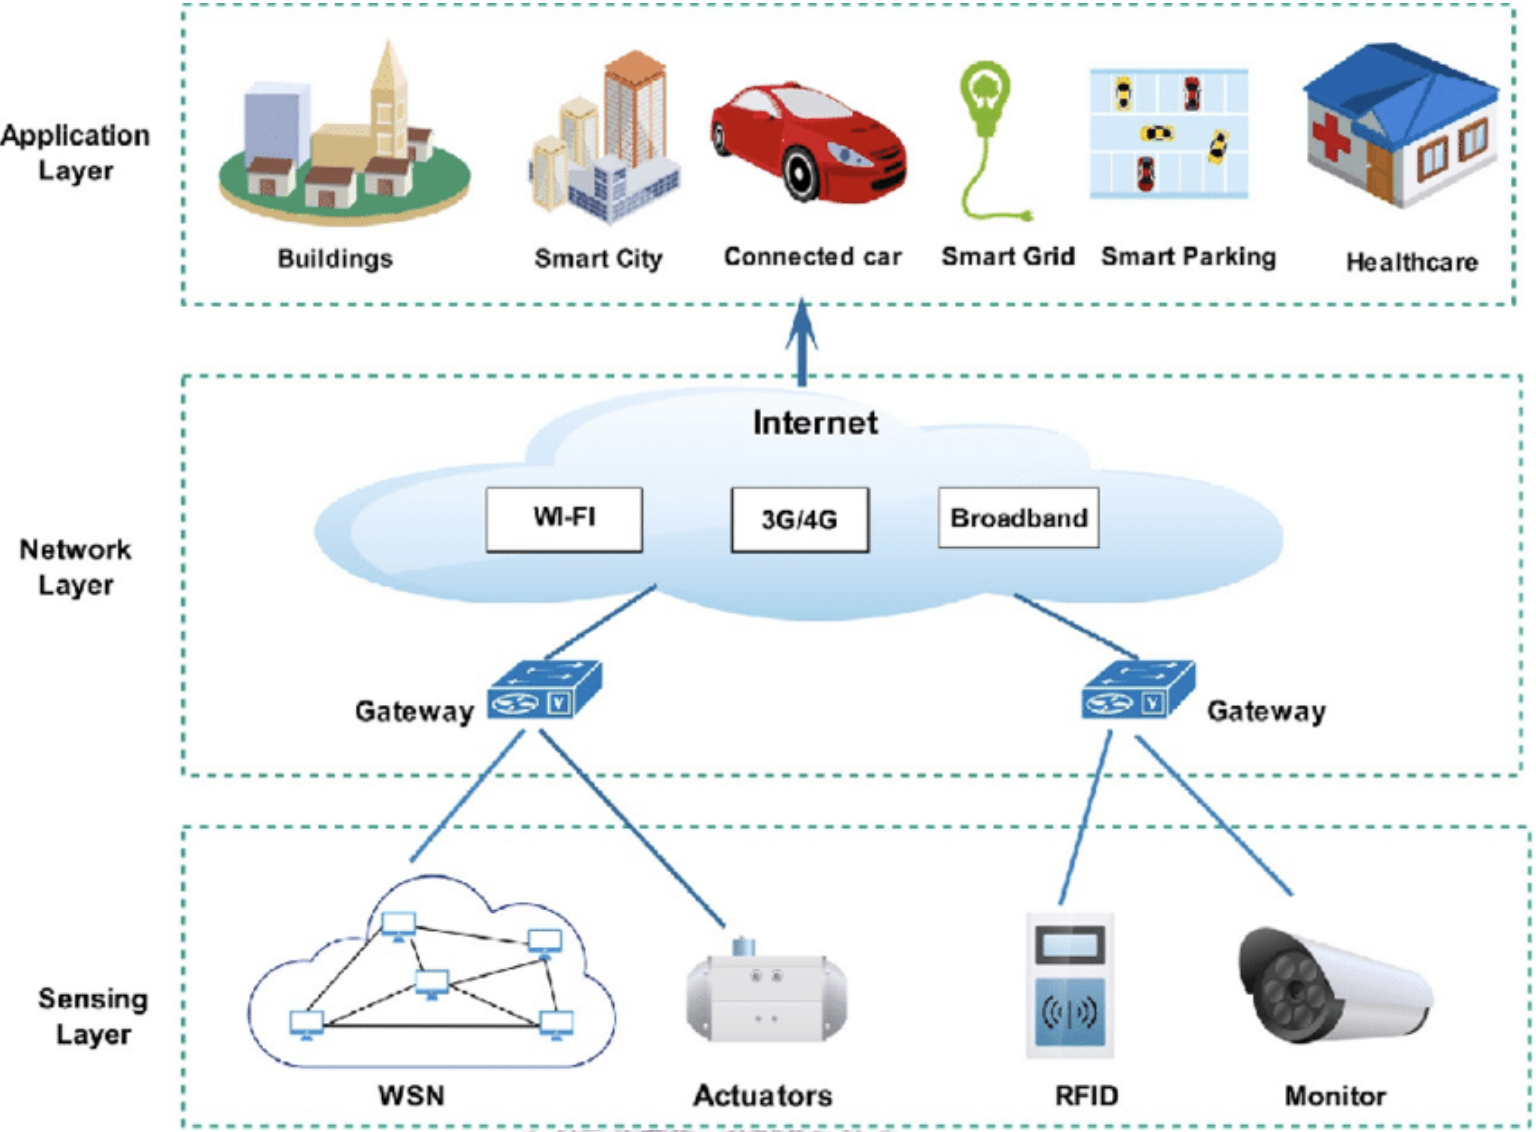 Application
Layer
Buildings
Smart City
Connected car
Smart Grid
Smart Parking
Healthcare
Network
Layer
Internet
WI-FI
3G/4G
Broadband
Gateway
Gateway
Sensing
Layer
WSN
Actuators
RFID
Monitor